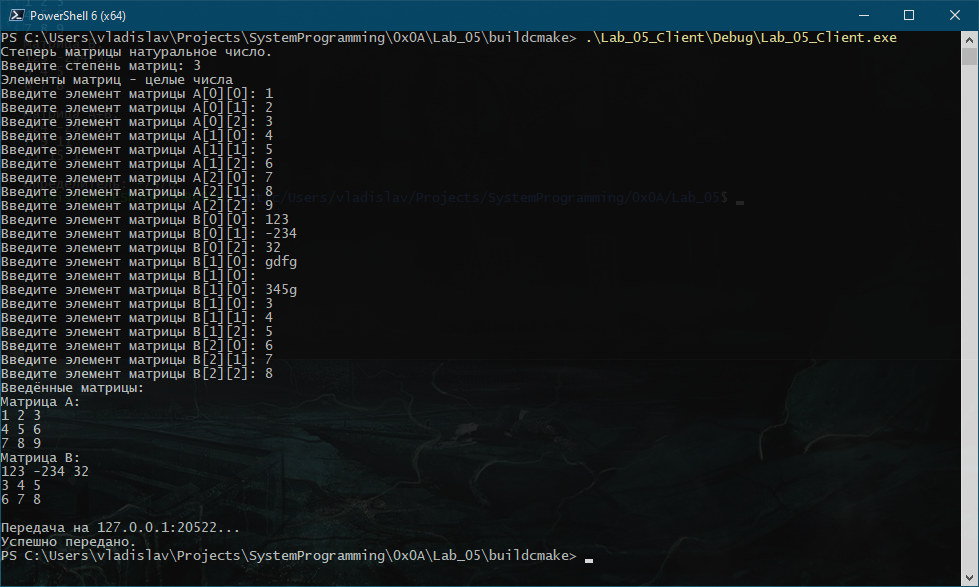 PowerShell 6 (x64)
PS C:\Users\vladislav\Projects\SystemProgramming\0x0A\Lab_05\buildcmake> .\Lab_05_Client\Debug\Lab_05_Client.exe
Степерь матрицы натуральное число.
Введите степень матриц: 3
Элементы матриц - целые числа
Введите элемент матрицы A[0][0]: 1
Введите элемент матрицы A[0][1]: 2
Введите элемент матрицы A[0][2]: 3
Введите элемент матрицы A[1][0]: 4
Введите элемент матрицы A[1][1]: 5
Введите элемент матрицы A[1][2]: 6
Введите элемент матрицы A[2][0]: 7
Введите элемент матрицы A[2][1]: 8
/Users/vladislav/Projects/SystemProgramming/0x0A/Lab_05$
Введите элемент матрицы A[2][2]: 9
Введите элемент матрицы B[0][0]: 123
Введите элемент матрицы B[0][1]: -234
Введите элемент матрицы B[0][2]: 32
Введите элемент матрицы B[1][0]: gdfg
Введите элемент матрицы B[1][0]:
Введите элемент матрицы B[1][0]: 345g
Введите элемент матрицы B[1][0]: 3
Введите элемент матрицы B[1][1]: 4
Введите элемент матрицы B[1][2]: 5
Введите элемент матрицы B[2][0]: 6
Введите элемент матрицы B[2][1]: 7
Введите элемент матрицы B[2][2]: 8
Введённые матрицы:
Матрица A:
1 2 3
4 5 6
7 8 9
Матрица B:
123 -234 32
3 4 5
6 7 8
Передача на 127.0.0.1:20522...
Успешно передано.
PS C:\Users\vladislav\Projects\SystemProgramming\0x0A\Lab_05\buildcmake>